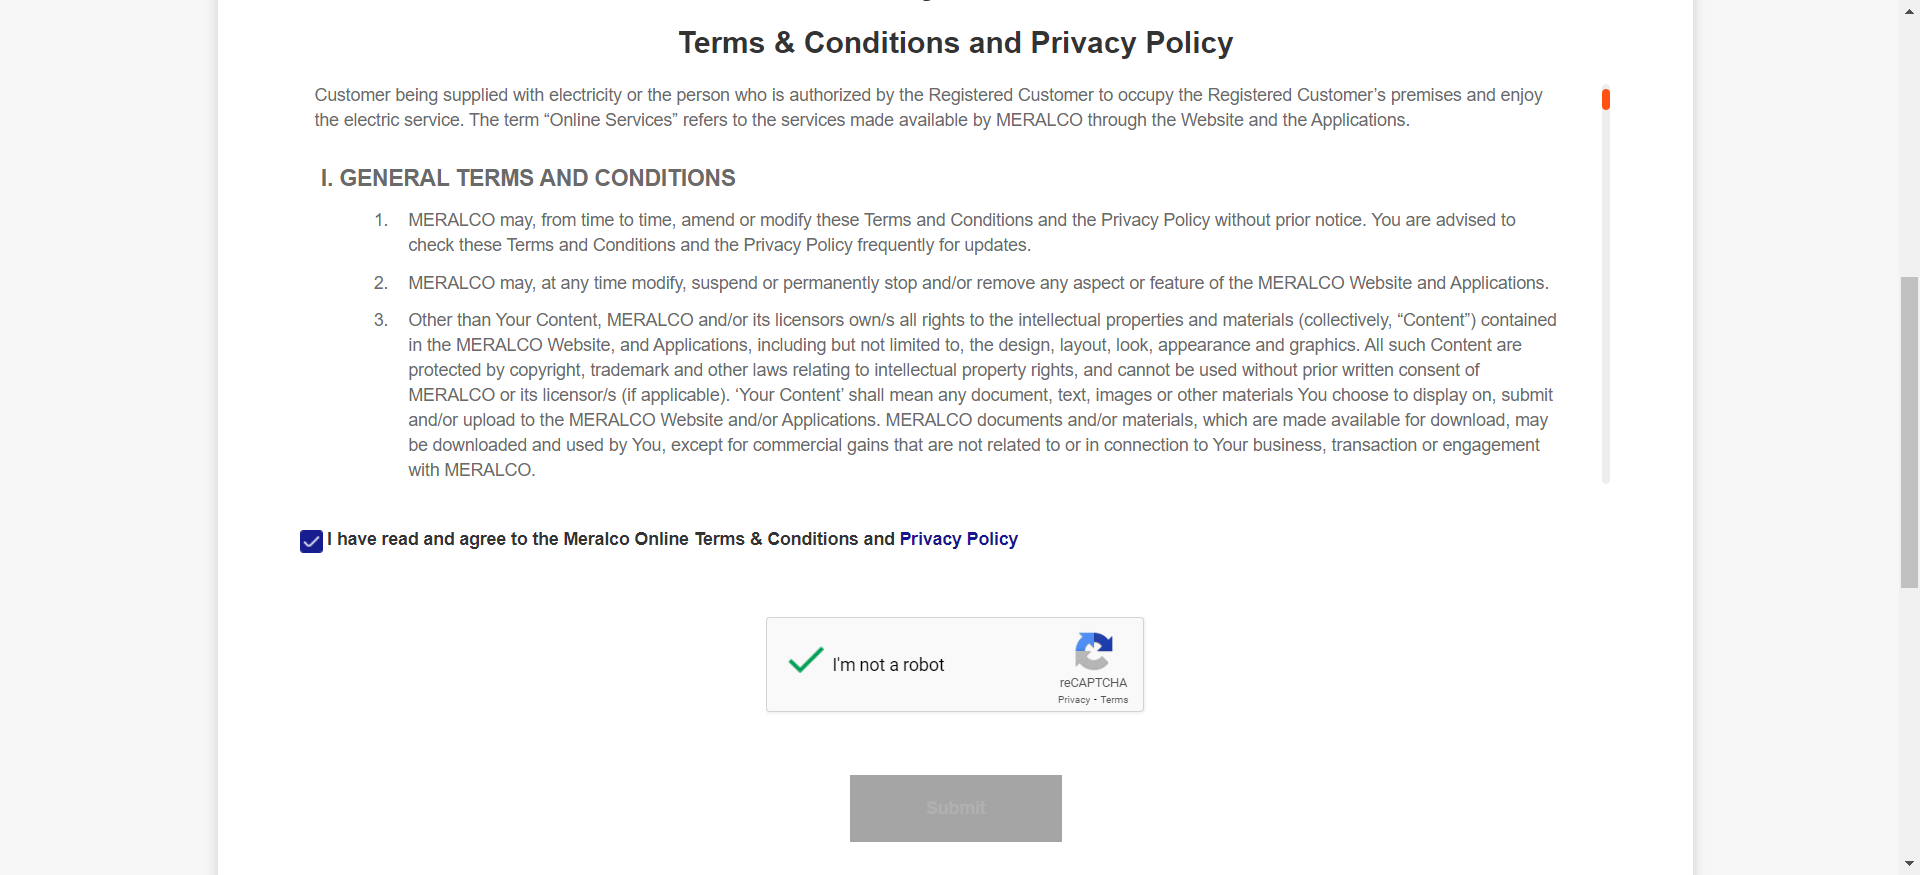 Terms & Conditions and Privacy Policy
Customer being supplied with electricity or the person who is authorized by the Registered Customer to occupy the Registered Customer’s premises and enjoy
the electric service. The term “Online Services” refers to the services made available by MERALCO through the Website and the Applications.
I. GENERAL TERMS AND CONDITIONS
1. MERALCO may, from time to time, amend or modify these Terms and Conditions and the Privacy Policy without prior notice. You are advised to
check these Terms and Conditions and the Privacy Policy frequently for updates.
2. MERALCO may, at any time modify, suspend or permanently stop and/or remove any aspect or feature of the MERALCO Website and Applications.
3. Other than Your Content, MERALCO and/or its licensors own/s all rights to the intellectual properties and materials (collectively, “Content”) contained
in the MERALCO Website, and Applications, including but not limited to, the design, layout, look, appearance and graphics. All such Content are
protected by copyright, trademark and other laws relating to intellectual property rights, and cannot be used without prior written consent of
MERALCO or its licensor/s (if applicable). ‘Your Content’ shall mean any document, text, images or other materials You choose to display on, submit
and/or upload to the MERALCO Website and/or Applications. MERALCO documents and/or materials, which are made available for download, may
be downloaded and used by You, except for commercial gains that are not related to or in connection to Your business, transaction or engagement
with MERALCO.
I have read and agree to the Meralco Online Terms & Conditions and Privacy Policy
I'm not a robot
reCAPTCHA
Privacy - Terms
Submit